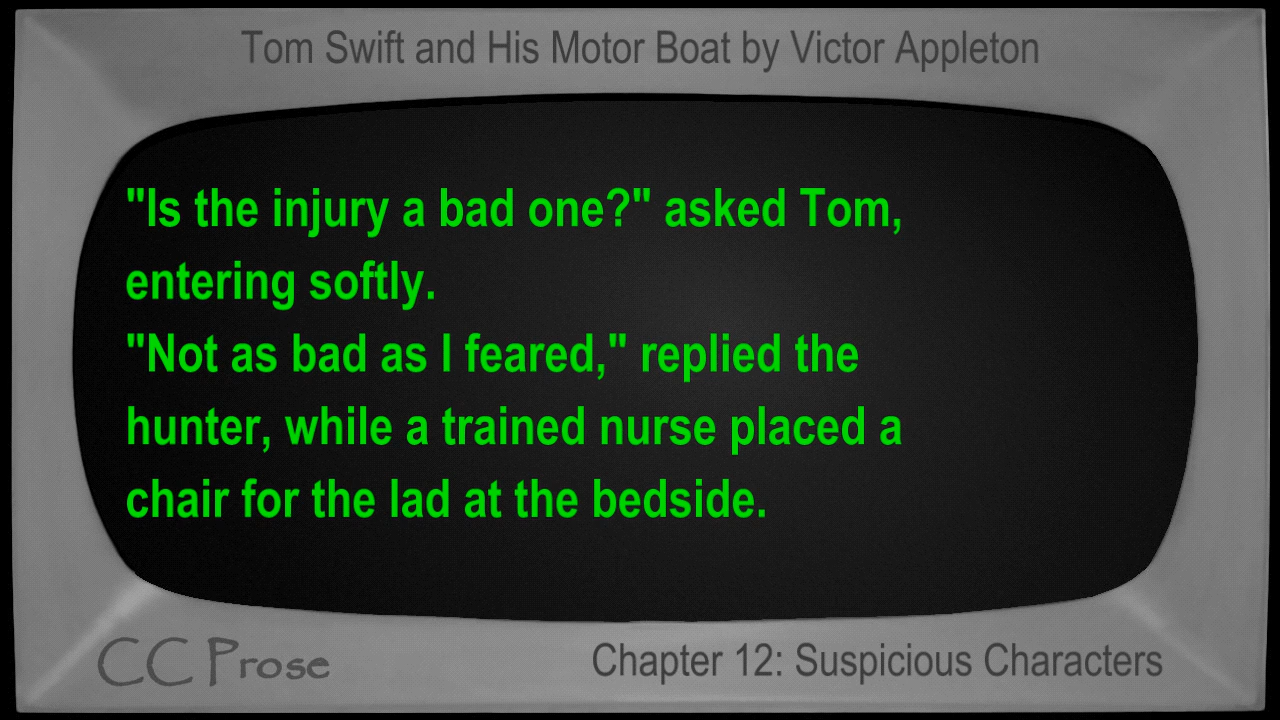 Tom Swift and His Motor Boat by Victor Appleton
"Is the injury a bad one?" asked Tom,
entering softly.
"Not as bad as I feared," replied the
hunter, while a trained nurse placed a
chair for the lad at the bedside.
CC Prose
Chapter 12: Suspicious Characters